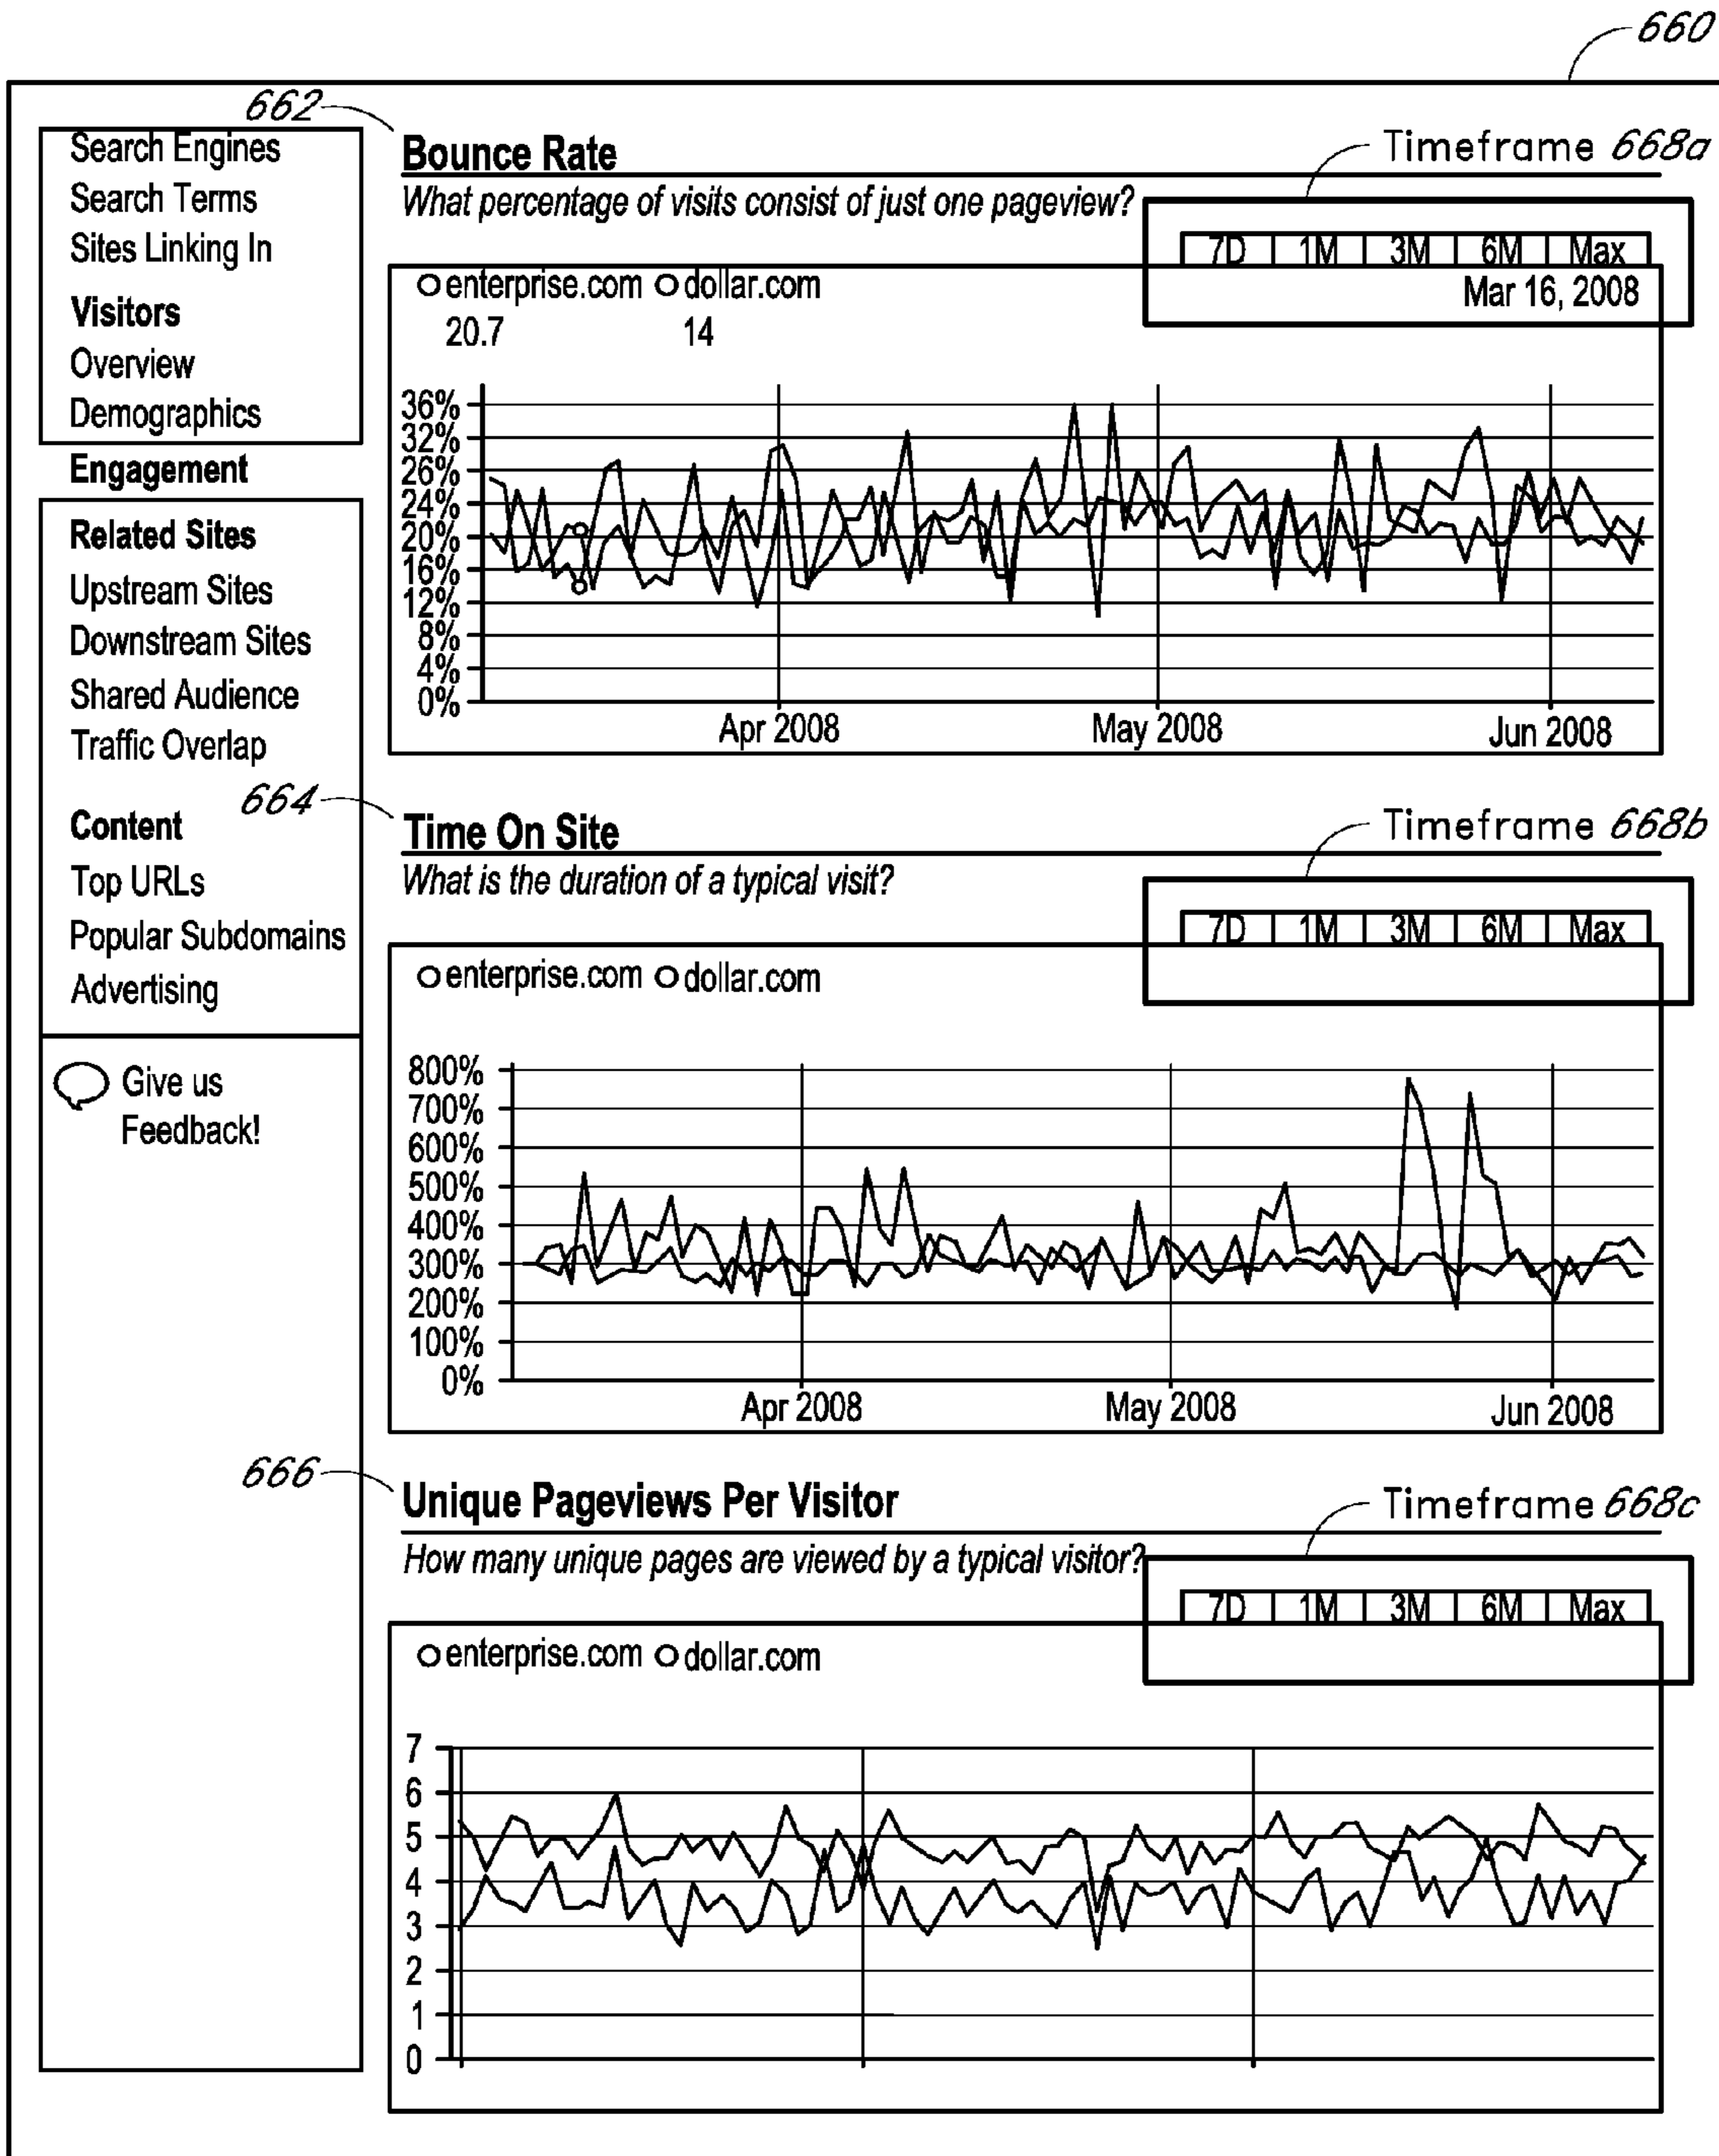 660
662
Search Engines
Search Terms
Sites Linking In
Visitors
Overview
Demographics
Engagement
Related Sites
Upstream Sites
Downstream Sites
Shared Audience
Traffic Overlap
Content
Top URLs
Popular Subdomains
Advertising
Give us
Feedback!
Bounce Rate
Timeframe 668a
What percentage of visits consist of just one pageview?
7D 1M 3M 6M Max
enterprise.com dollar.com
Mar 16, 2008
20.7 14
36%
32%
26%
24%
20%
16%
12%
8%
4%
0%
Apr 2008 May 2008 Jun 2008
664
Time On Site
Timeframe 668b
What is the duration of a typical visit?
7D 1M 3M 6M Max
enterprise.com dollar.com
800%
700%
600%
500%
400%
300%
200%
100%
0%
Apr 2008 May 2008 Jun 2008
666
Unique Pageviews Per Visitor
Timeframe 668c
How many unique pages are viewed by a typical visitor?
7D 1M 3M 6M Max
enterprise.com dollar.com
7
6
5
4
3
2
1
0